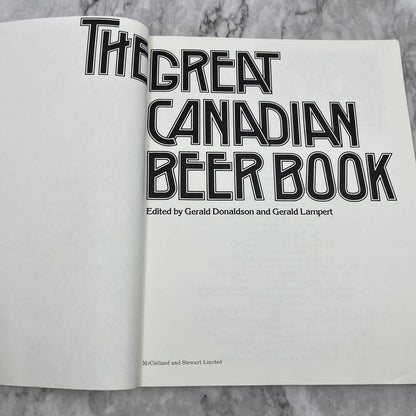 THE GREAT
CANADIAN
BEER BOOK
Edited by Gerald Donaldson and Gerald Lampert
McClelland and Stewart Limited